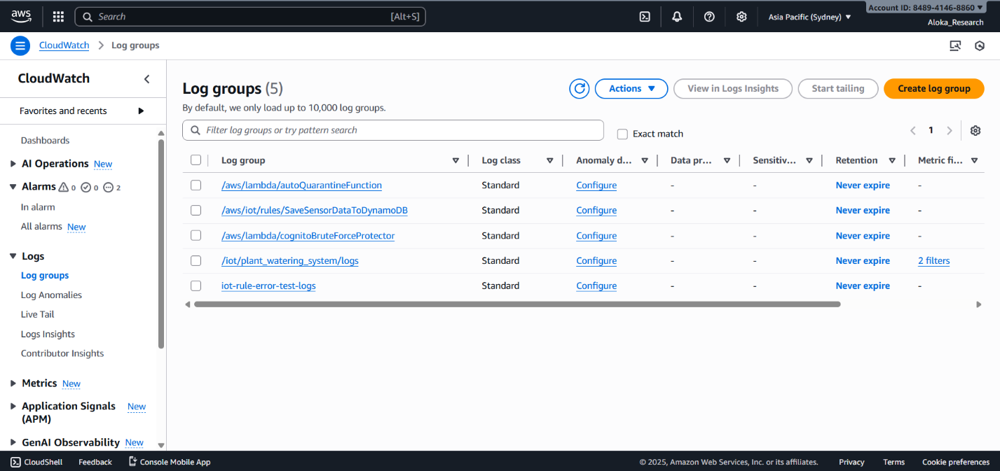 aws
Search [Alt+S]
Asia Pacific (Sydney)
Account ID: 8489-4146-8860
Aloka_Research
CloudWatch Log groups
CloudWatch
Favorites and recents
Dashboards
AI Operations New
Alarms 0 0 2
In alarm
All alarms New
Logs
Log groups
Log Anomalies
Live Tail
Logs Insights
Contributor Insights
Metrics New
Application Signals New
(APM)
GenAI Observability New
Log groups (5)
Actions View in Logs Insights Start tailing Create log group
By default, we only load up to 10,000 log groups.
Filter log groups or try pattern search Exact match 1
Log group Log class Anomaly d... Data pr... Sensitiv... Retention Metric fi...
/aws/lambda/autoQuarantineFunction Standard Configure - - Never expire -
/aws/iot/rules/SaveSensorDataToDynamoDB Standard Configure - - Never expire -
/aws/lambda/cognitoBruteForceProtector Standard Configure - - Never expire -
/iot/plant_watering_system/logs Standard Configure - - Never expire 2 filters
iot-rule-error-test-logs Standard Configure - - Never expire -
CloudShell Feedback Console Mobile App © 2025, Amazon Web Services, Inc. or its affiliates. Privacy Terms Cookie preferences